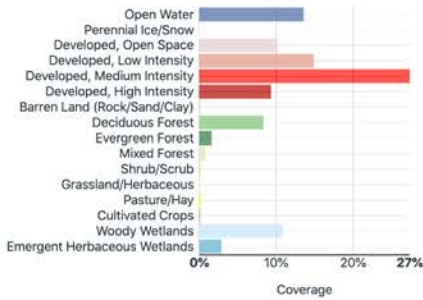 Open Water
Perennial Ice/Snow
Developed, Open Space
Developed, Low Intensity
Developed, Medium Intensity
Developed, High Intensity
Barren Land (Rock/Sand/Clay)
Deciduous Forest
Evergreen Forest
Mixed Forest
Shrub/Scrub
Grassland/Herbaceous
Pasture/Hay
Cultivated Crops
Woody Wetlands
Emergent Herbaceous Wetlands
0% 10% 20% 27%
Coverage